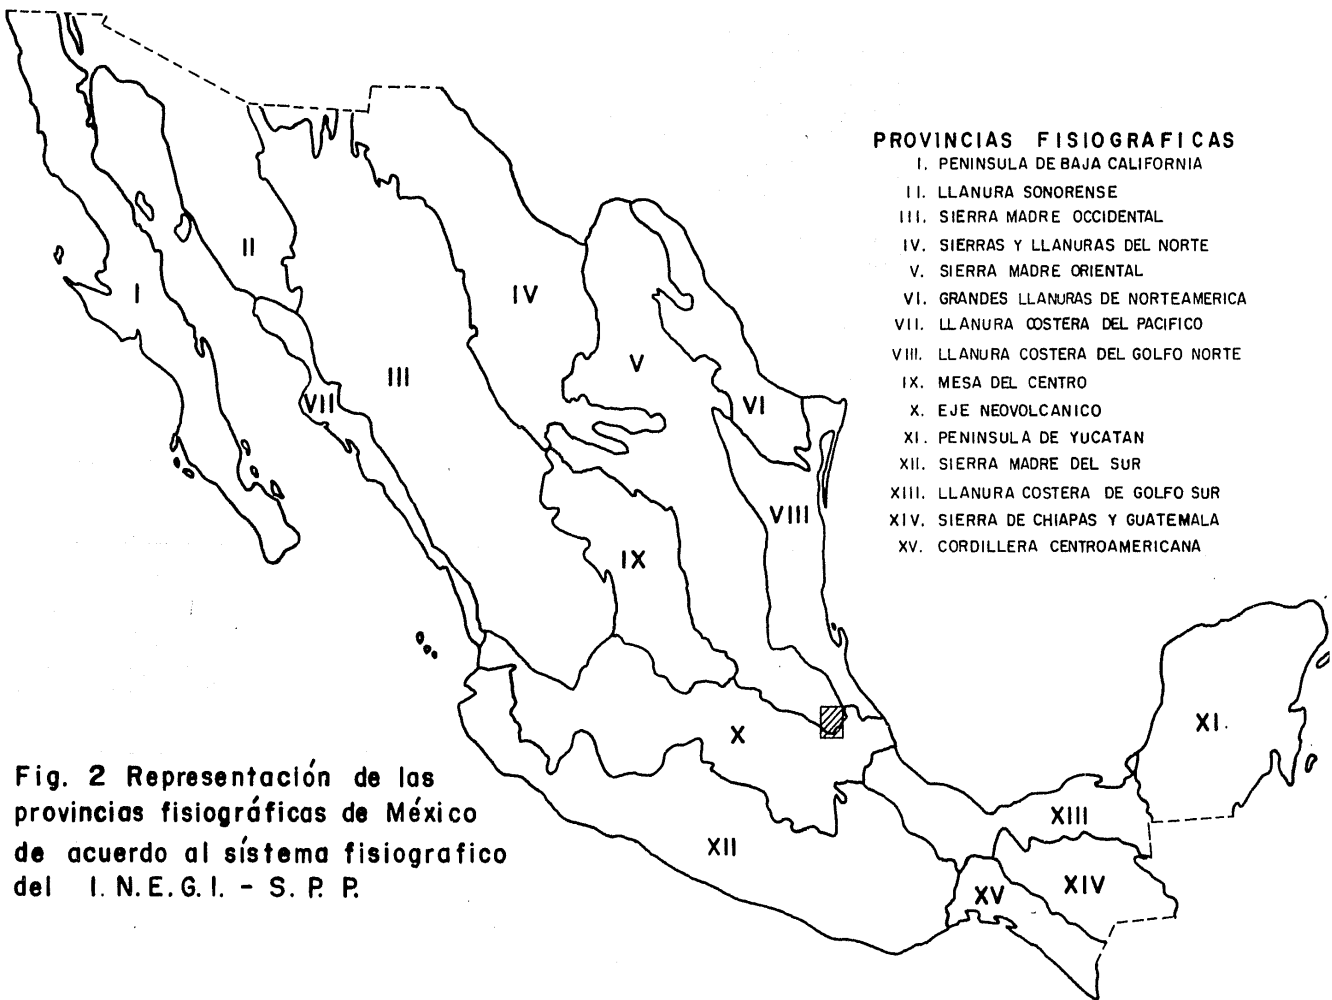 PROVINCIAS FISIOGRAFICAS
I. PENINSULA DE BAJA CALIFORNIA
II. LLANURA SONORENSE
III. SIERRA MADRE OCCIDENTAL
IV. SIERRAS Y LLANURAS DEL NORTE
V. SIERRA MADRE ORIENTAL
VI. GRANDES LLANURAS DE NORTEAMERICA
VII. LLANURA COSTERA DEL PACIFICO
VIII. LLANURA COSTERA DEL GOLFO NORTE
IX. MESA DEL CENTRO
X. EJE NEOVOLCANICO
XI. PENINSULA DE YUCATAN
XII. SIERRA MADRE DEL SUR
XIII. LLANURA COSTERA DE GOLFO SUR
XIV. SIERRA DE CHIAPAS Y GUATEMALA
XV. CORDILLERA CENTROAMERICANA
II
I
IV
III
V
VII
VI
VIII
IX
X
XI
XII
XIII
XIV
XV
Fig. 2 Representación de las
provincias fisiográficas de México
de acuerdo al sístema fisiografico
del I. N. E. G. I. - S. P. P.